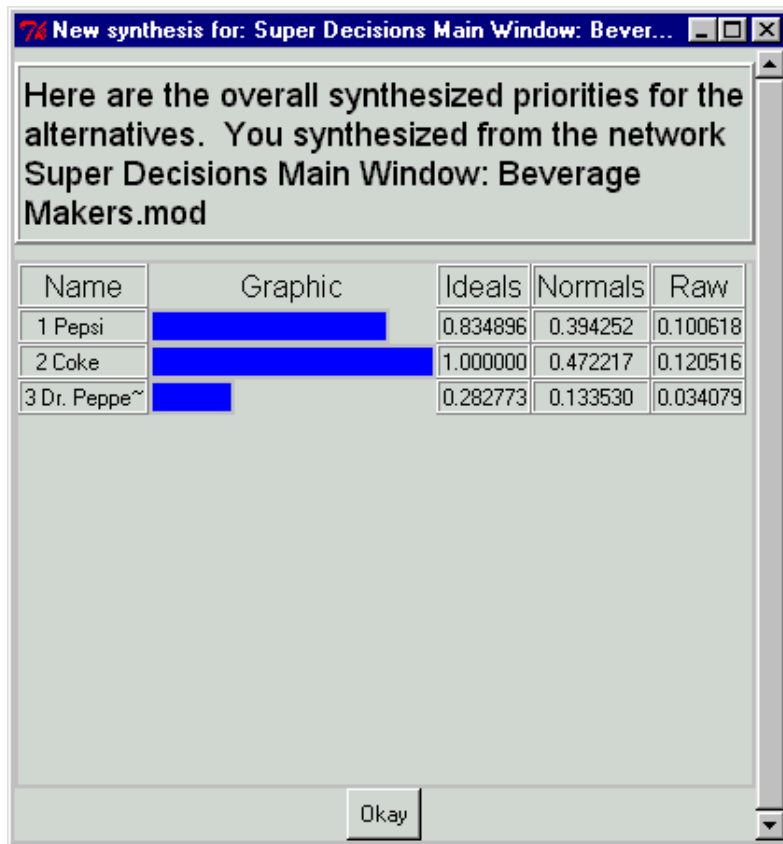 New synthesis for: Super Decisions Main Window: Bever...
Here are the overall synthesized priorities for the
alternatives.  You synthesized from the network
Super Decisions Main Window: Beverage
Makers.mod
Name Graphic Ideals Normals Raw
1 Pepsi 0.834896 0.394252 0.100618
2 Coke 1.000000 0.472217 0.120516
3 Dr. Peppe~ 0.282773 0.133530 0.034079
Okay